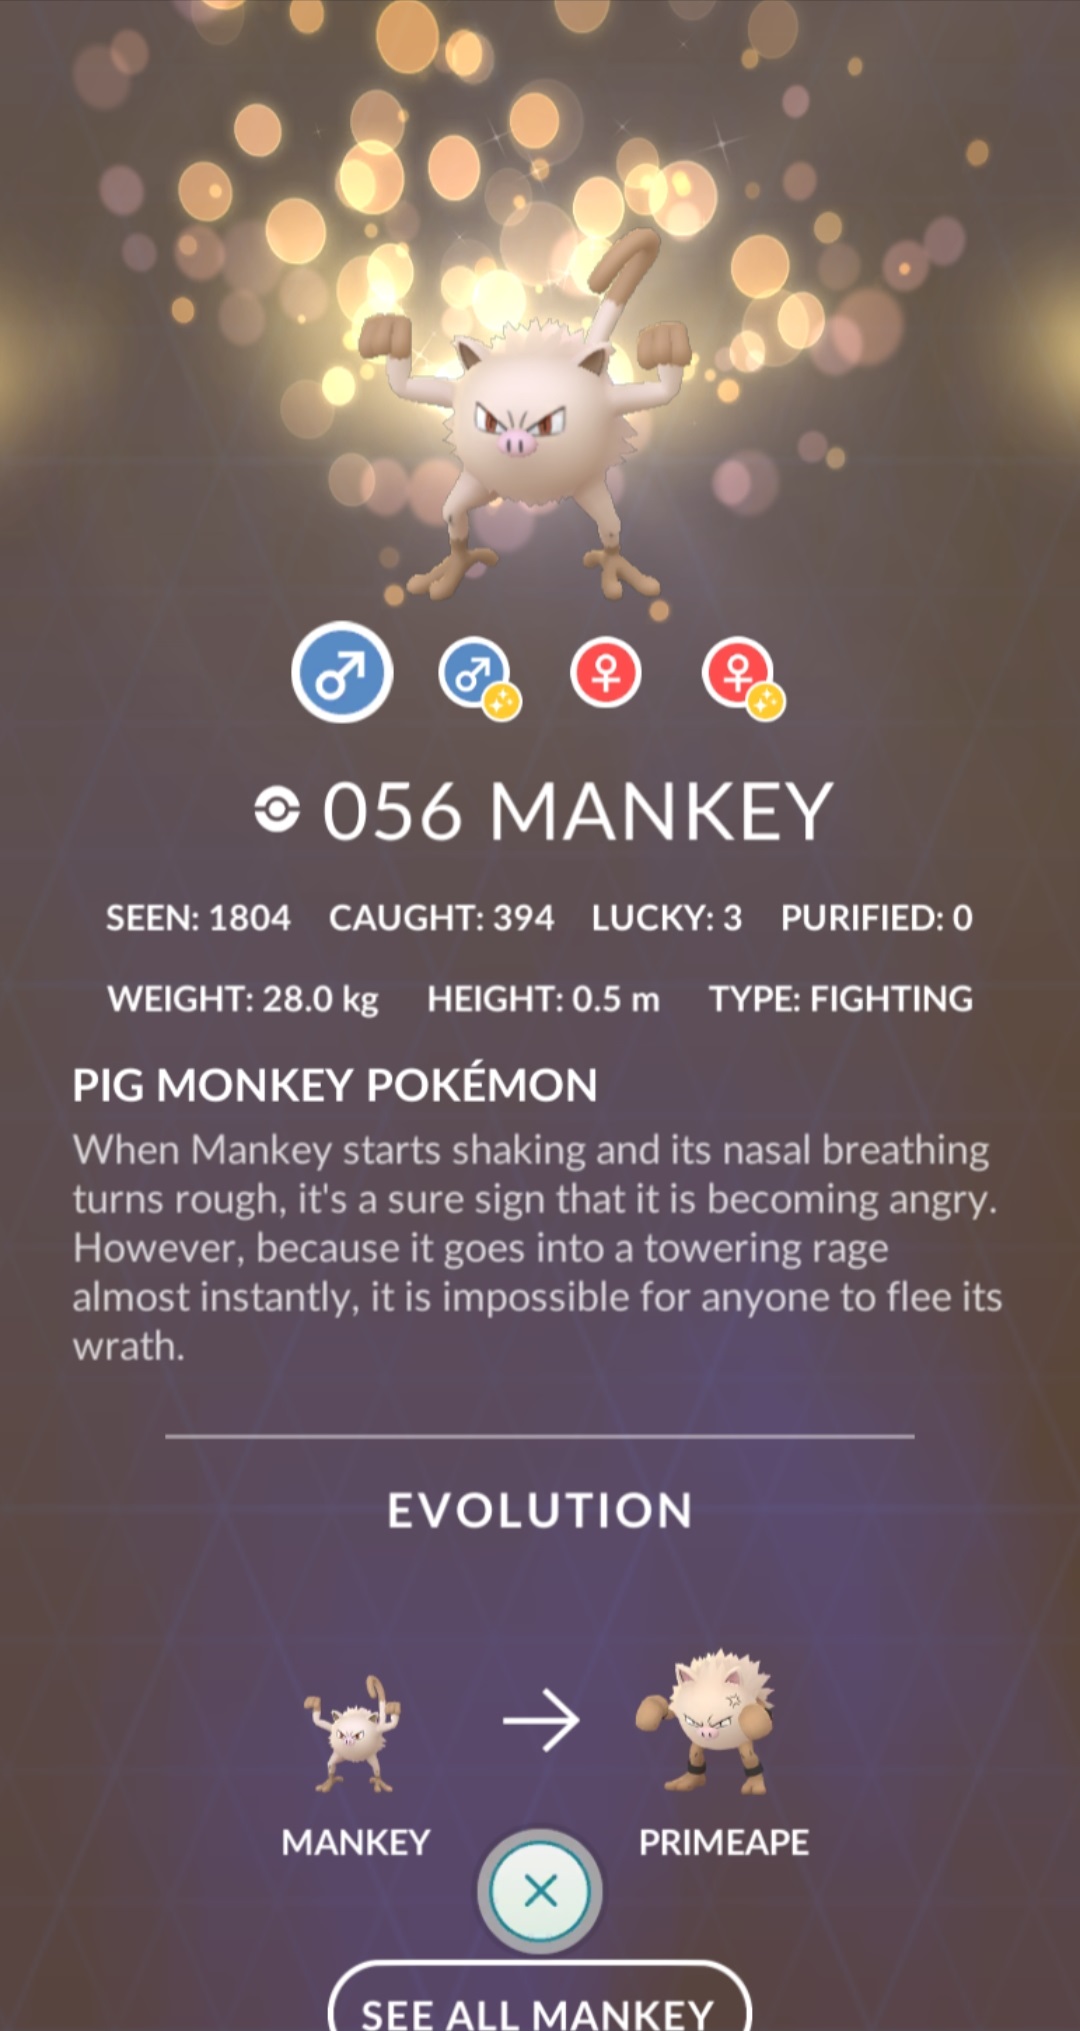 056 MANKEY
SEEN: 1804 CAUGHT: 394 LUCKY: 3 PURIFIED: 0
WEIGHT: 28.0 kg HEIGHT: 0.5 m TYPE: FIGHTING
PIG MONKEY POKÉMON
When Mankey starts shaking and its nasal breathing
turns rough, it's a sure sign that it is becoming angry.
However, because it goes into a towering rage
almost instantly, it is impossible for anyone to flee its
wrath.
EVOLUTION
MANKEY PRIMEAPE
SEE ALL MANKEY